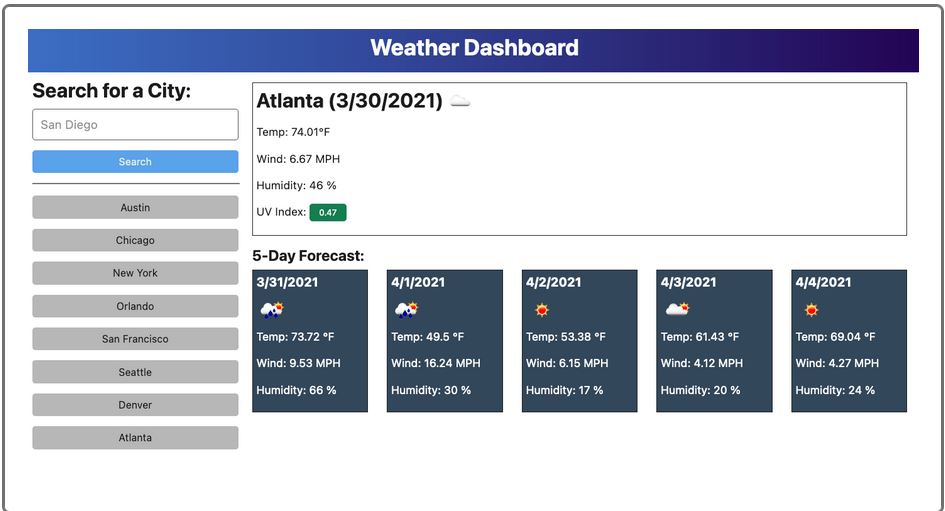 Weather Dashboard
Search for a City:
San Diego
Search
Austin
Chicago
New York
Orlando
San Francisco
Seattle
Denver
Atlanta
Atlanta (3/30/2021)
Temp: 74.01°F
Wind: 6.67 MPH
Humidity: 46 %
UV Index: 0.47
5-Day Forecast:
3/31/2021
Temp: 73.72 °F
Wind: 9.53 MPH
Humidity: 66 %
4/1/2021
Temp: 49.5 °F
Wind: 16.24 MPH
Humidity: 30 %
4/2/2021
Temp: 53.38 °F
Wind: 6.15 MPH
Humidity: 17 %
4/3/2021
Temp: 61.43 °F
Wind: 4.12 MPH
Humidity: 20 %
4/4/2021
Temp: 69.04 °F
Wind: 4.27 MPH
Humidity: 24 %